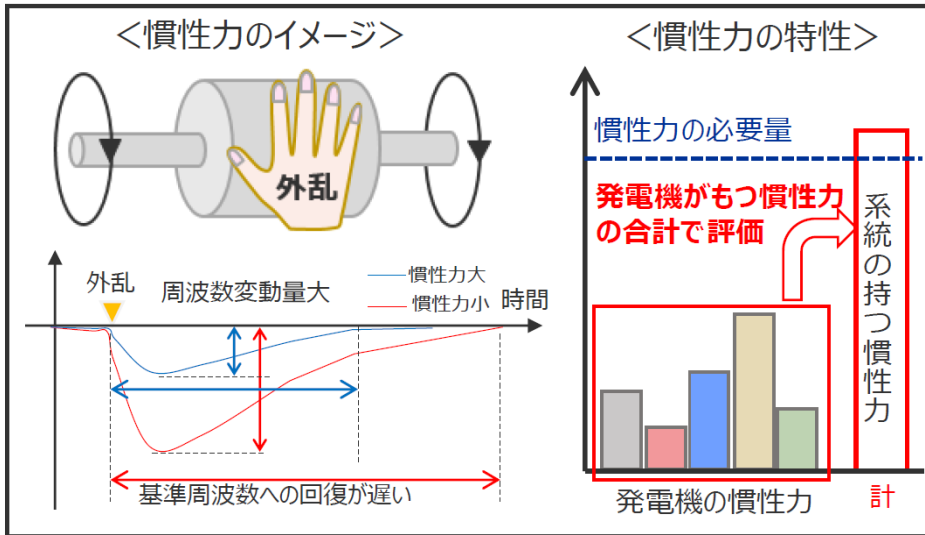 ＜慣性力のイメージ＞
外乱
外乱
周波数変動量大
慣性力大
慣性力小
時間
基準周波数への回復が遅い
＜慣性力の特性＞
慣性力の必要量
発電機がもつ慣性力
の合計で評価
系統の持つ慣性力
発電機の慣性力
計